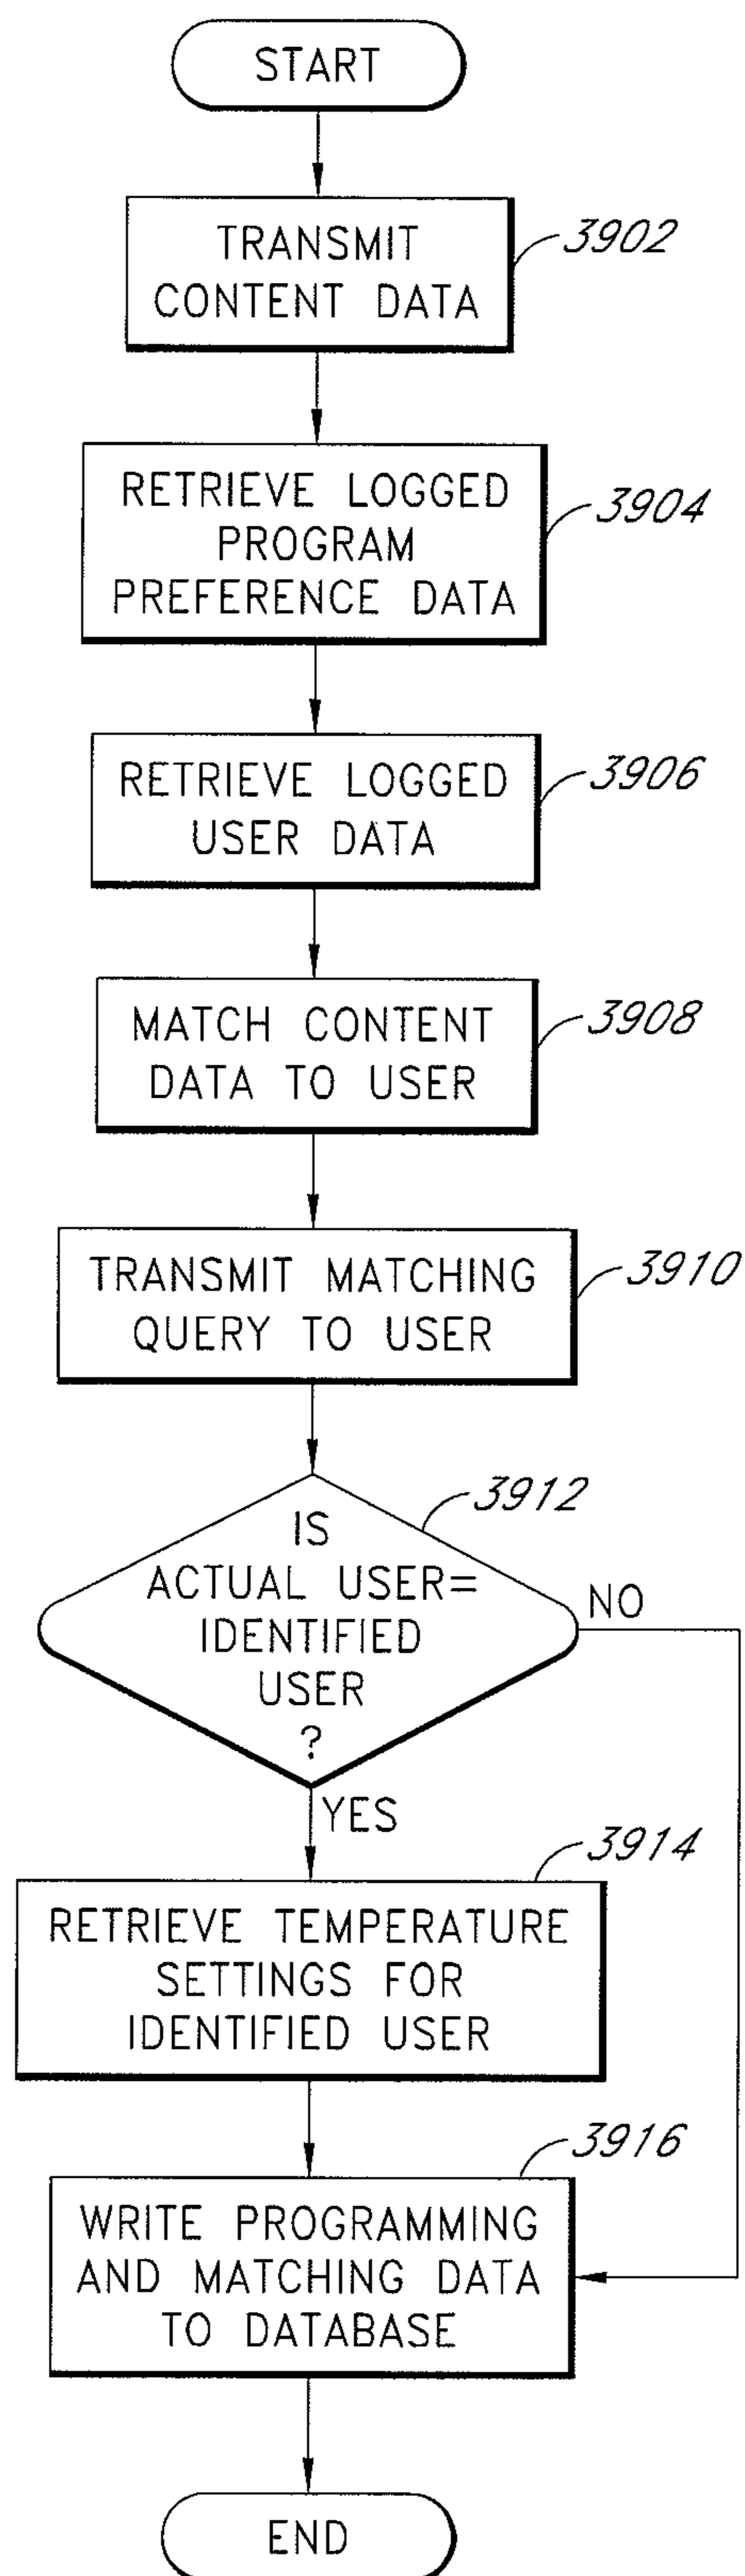 START
TRANSMIT
CONTENT DATA
3902
RETRIEVE LOGGED
PROGRAM
PREFERENCE DATA
3904
RETRIEVE LOGGED
USER DATA
3906
MATCH CONTENT
DATA TO USER
3908
TRANSMIT MATCHING
QUERY TO USER
3910
IS
ACTUAL USER=
IDENTIFIED
USER
?
3912
NO
YES
RETRIEVE TEMPERATURE
SETTINGS FOR
IDENTIFIED USER
3914
WRITE PROGRAMMING
AND MATCHING DATA
TO DATABASE
3916
END